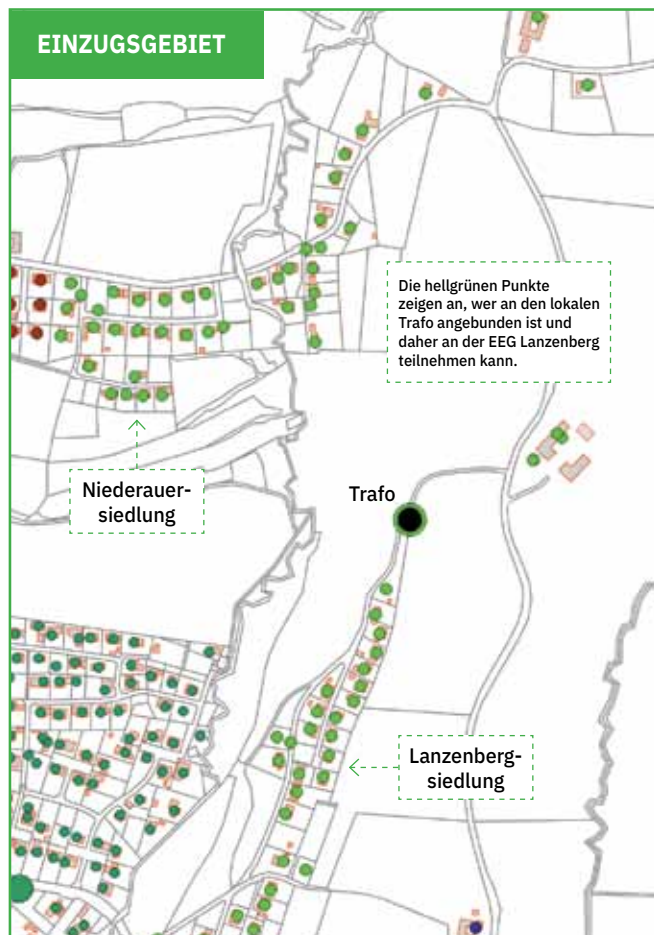 EINZUGSGEBIET
Die hellgrünen Punkte
zeigen an, wer an den lokalen
Trafo angebunden ist und
daher an der EEG Lanzenberg
teilnehmen kann.
Niederauer-
siedlung
Trafo
Lanzenberg-
siedlung